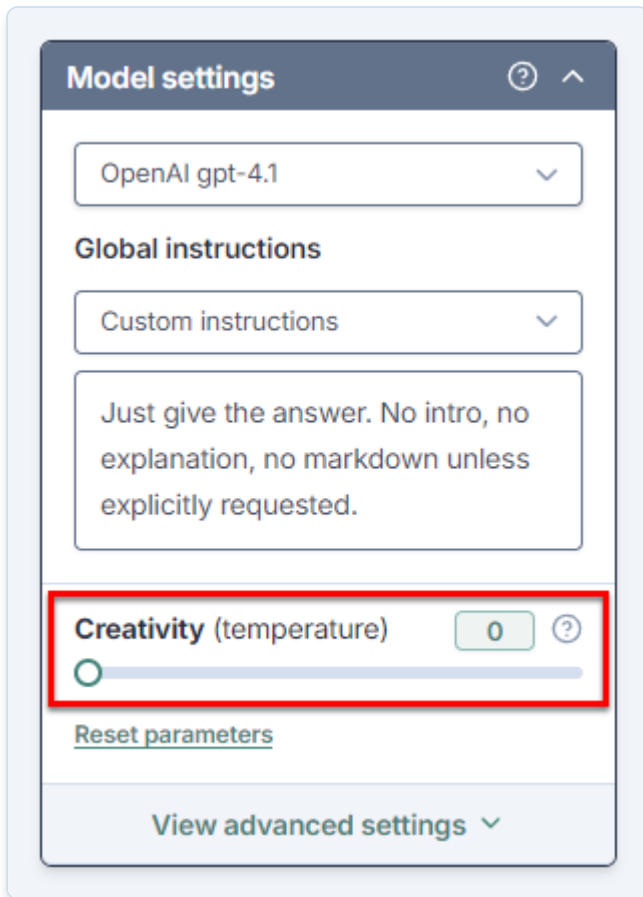 Model settings
OpenAI gpt-4.1
Global instructions
Custom instructions
Just give the answer. No intro, no
explanation, no markdown unless
explicitly requested.
Creativity (temperature) 0
Reset parameters
View advanced settings